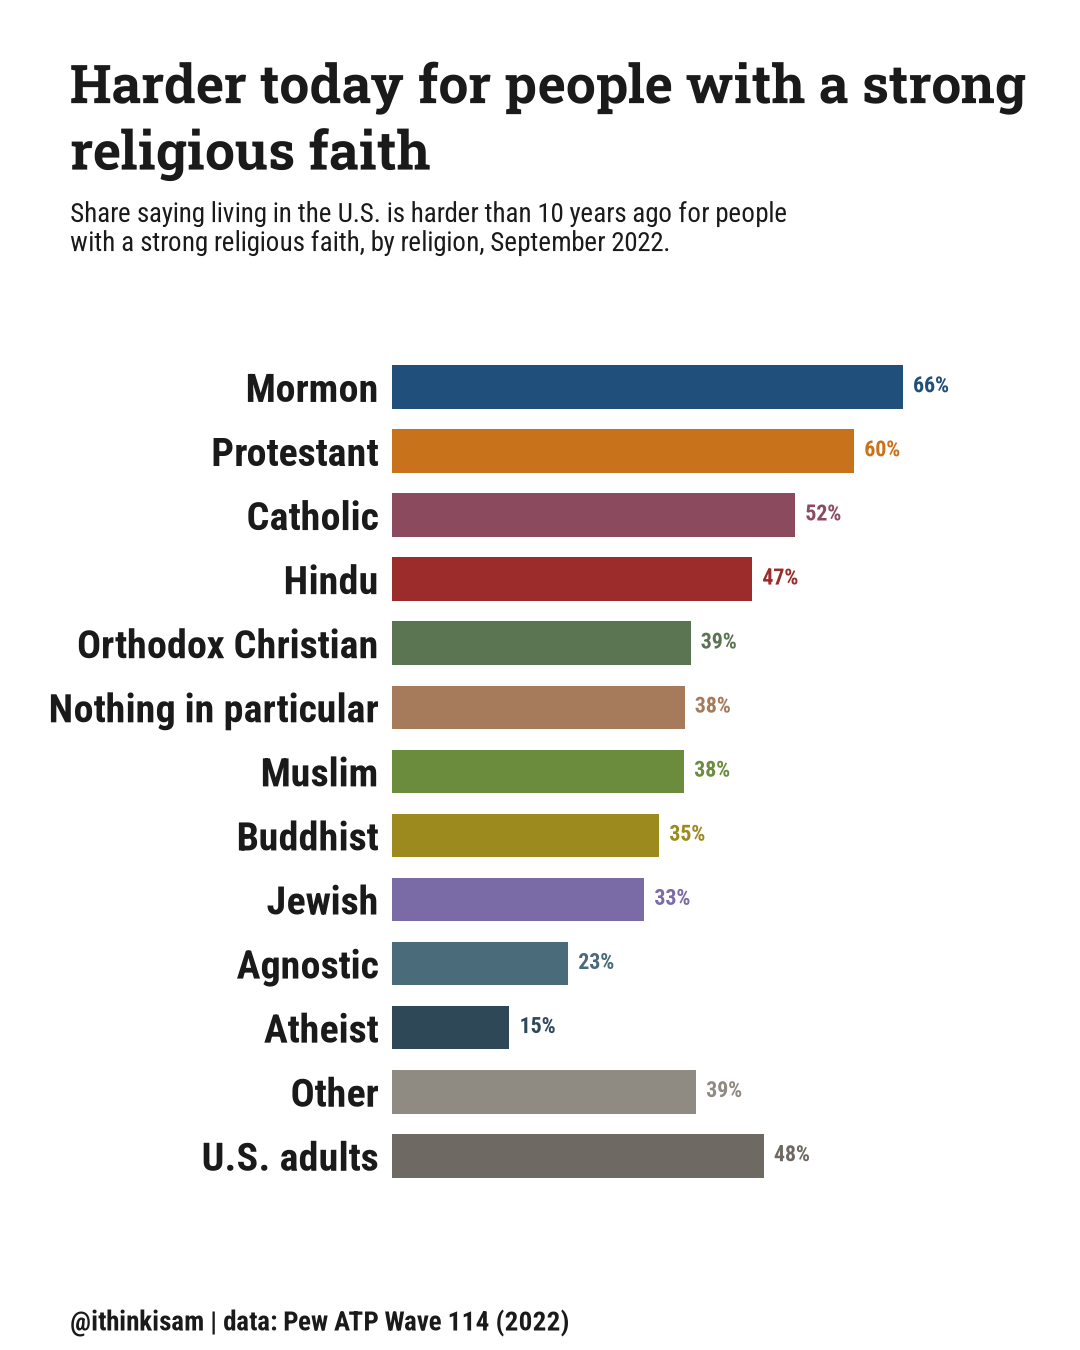 Harder today for people with a strong
religious faith
Share saying living in the U.S. is harder than 10 years ago for people
with a strong religious faith, by religion, September 2022.
Mormon 66%
Protestant 60%
Catholic 52%
Hindu 47%
Orthodox Christian 39%
Nothing in particular 38%
Muslim 38%
Buddhist 35%
Jewish 33%
Agnostic 23%
Atheist 15%
Other 39%
U.S. adults 48%
@ithinkisam | data: Pew ATP Wave 114 (2022)